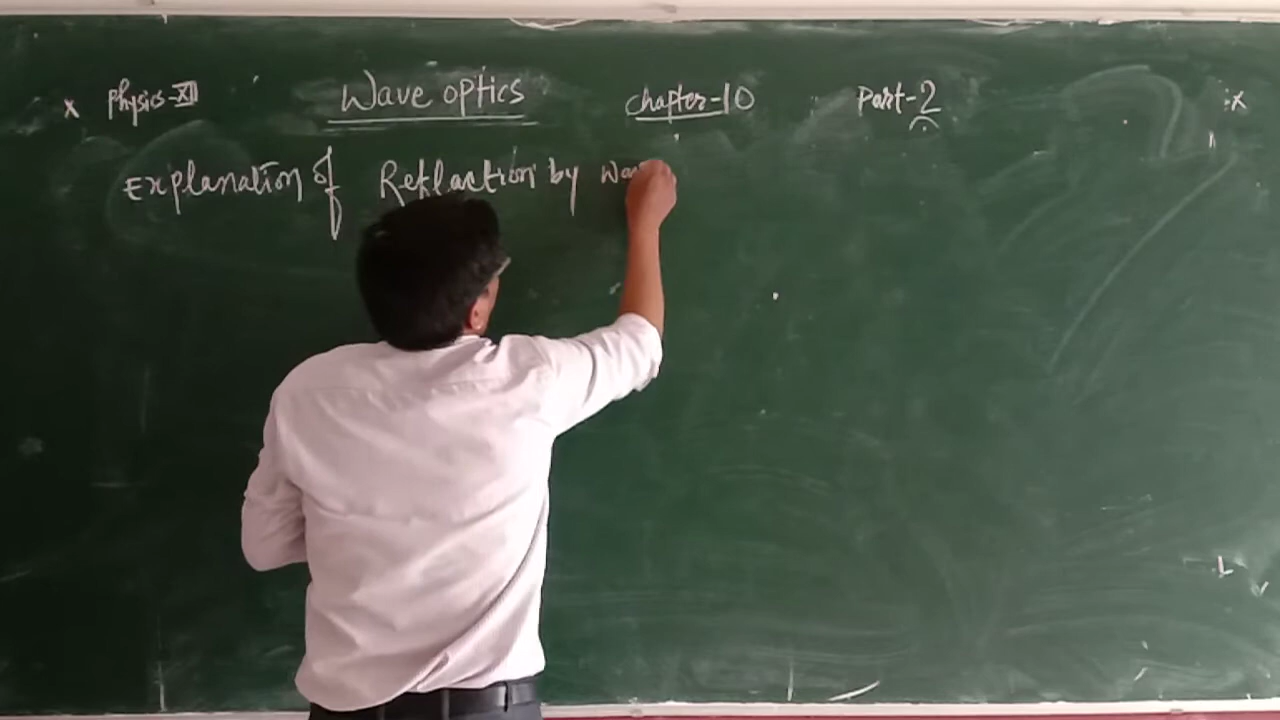 x Physics-XII Wave optics Chapter-10 Part-2 x
Explanation of Reflaction by